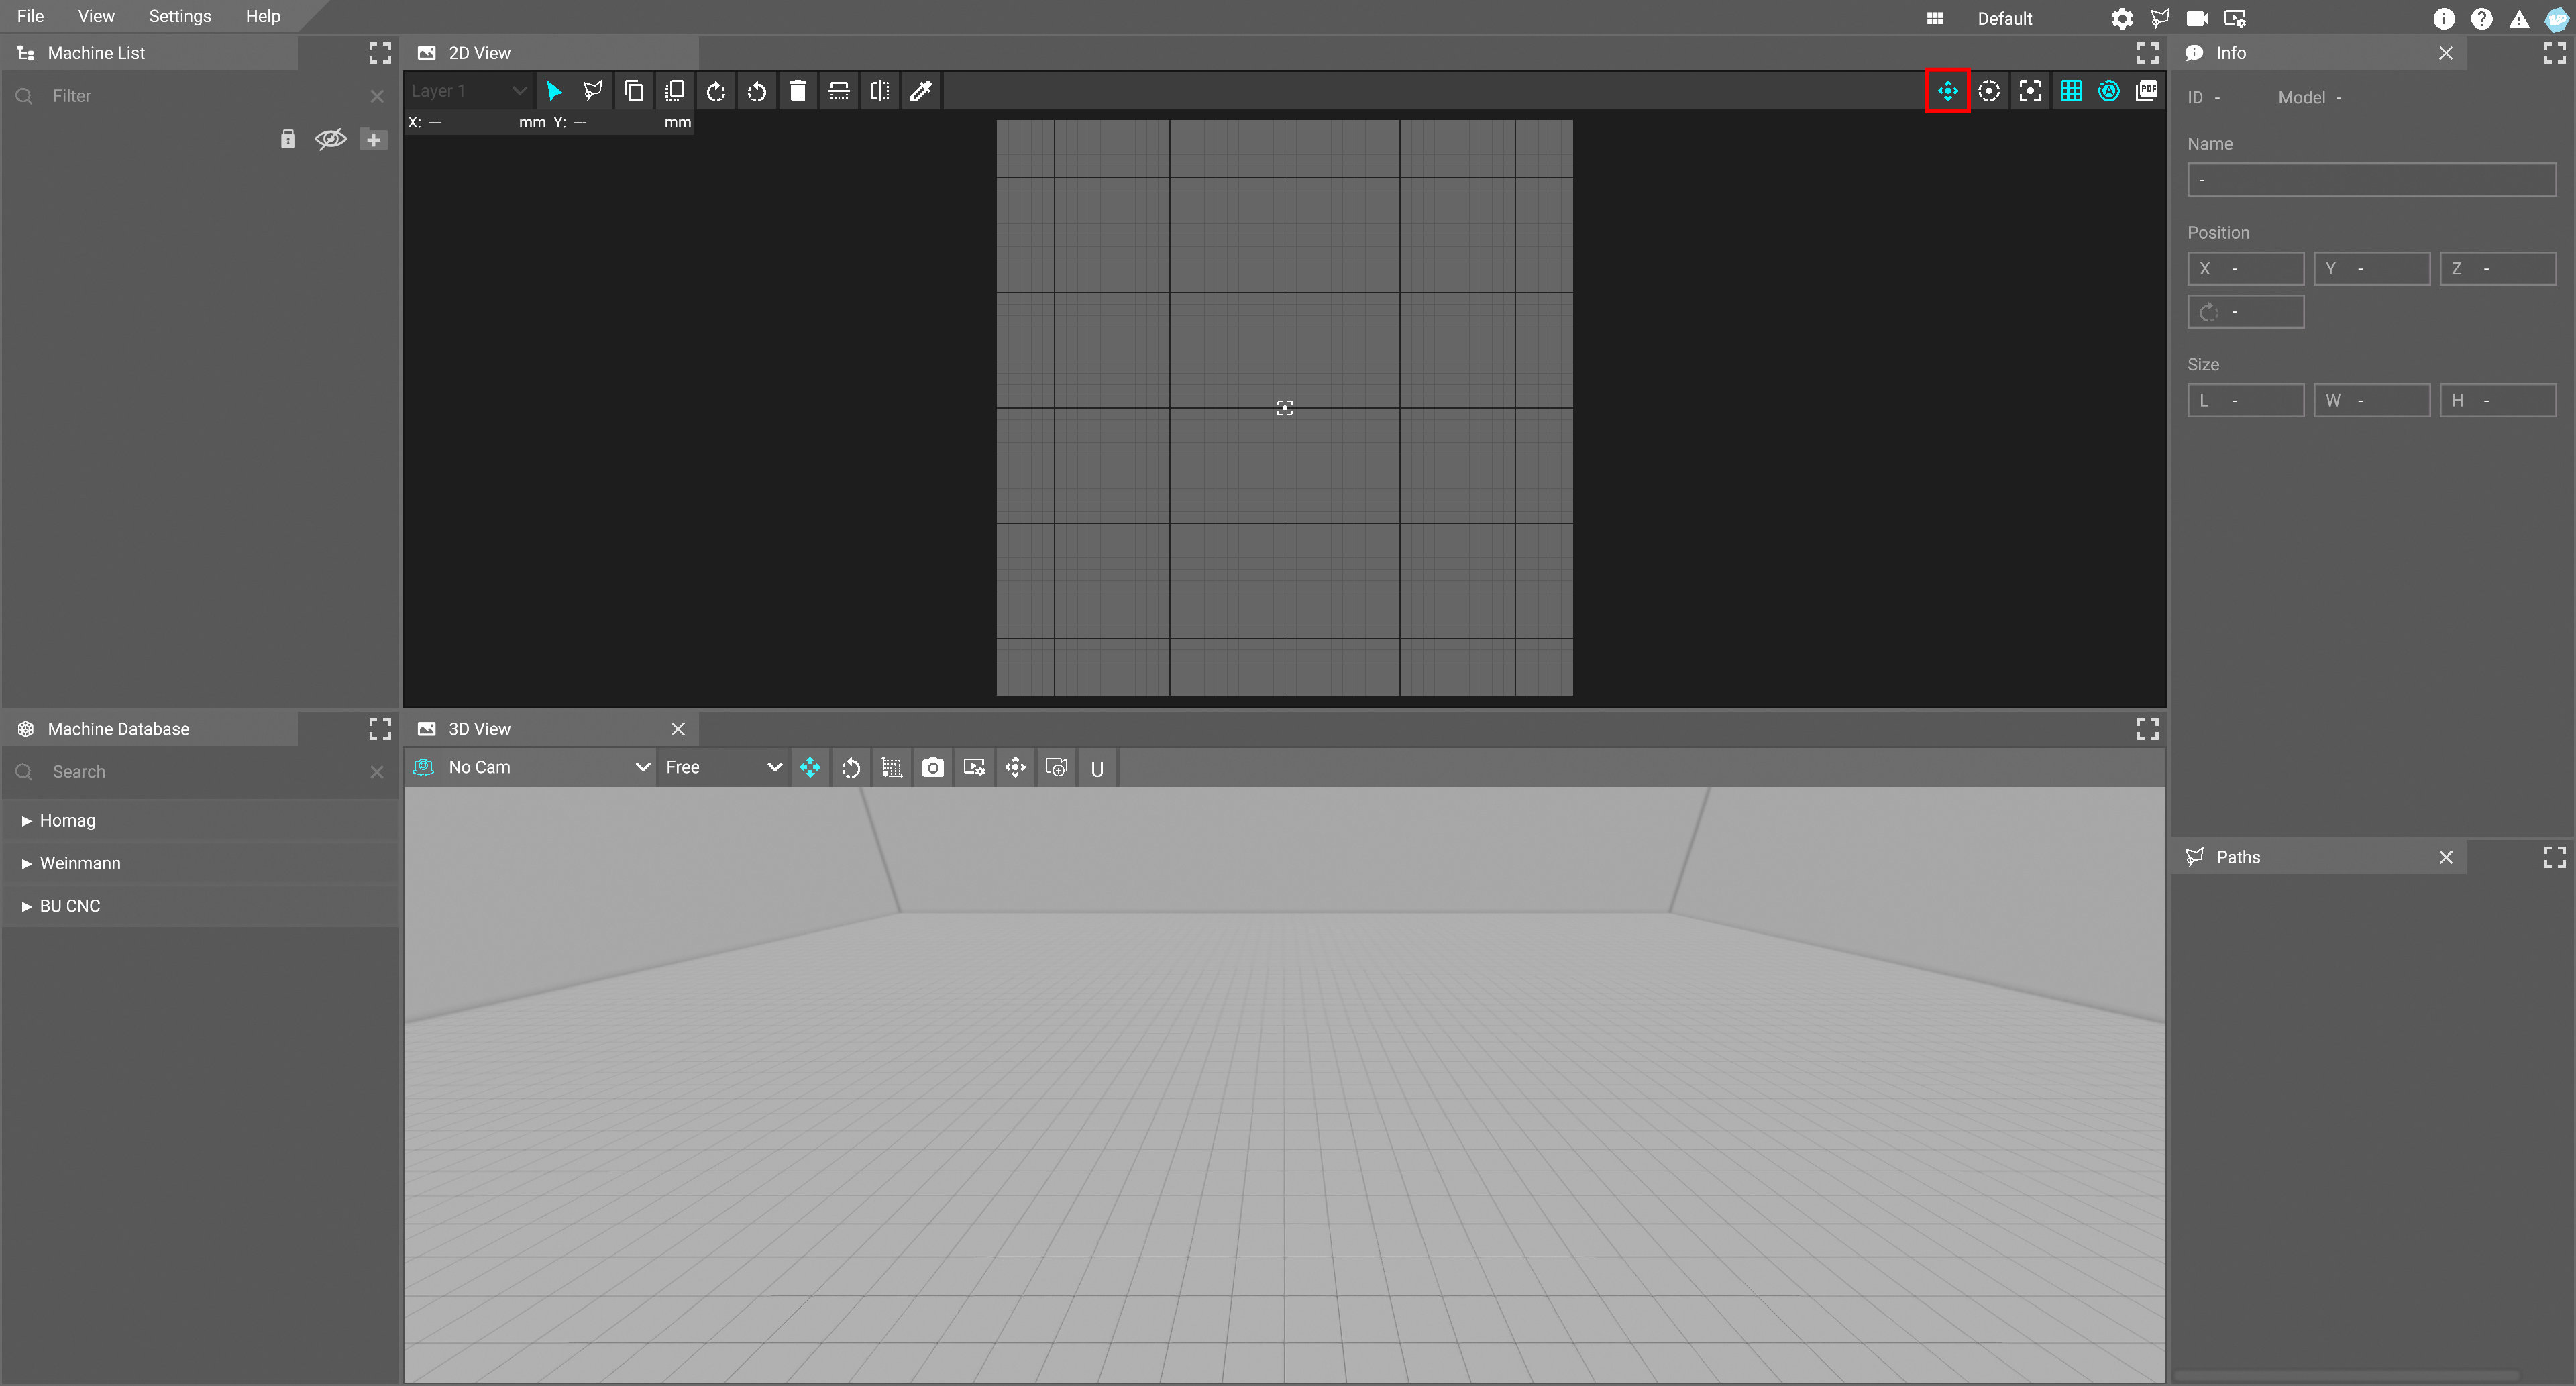 File View Settings Help Default
Machine List
Filter
2D View
Layer 1
X: --- mm Y: --- mm
PDF
Info
ID - Model -
Name
-
Position
X - Y - Z -
-
Size
L - W - H -
Machine Database
Search
Homag
Weinmann
BU CNC
3D View
No Cam Free U
Paths